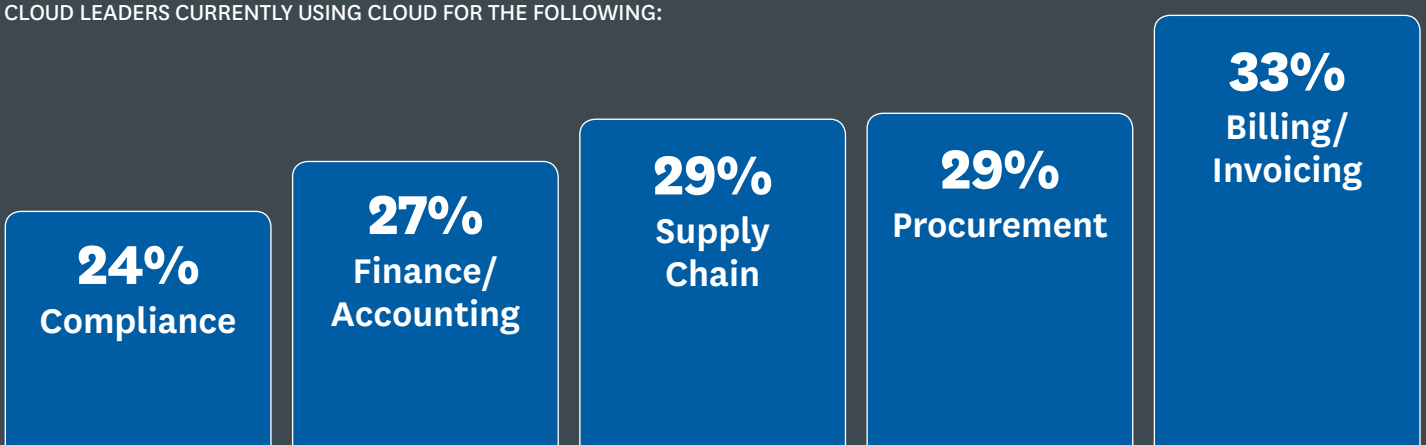 CLOUD LEADERS CURRENTLY USING CLOUD FOR THE FOLLOWING:
24%
Compliance
27%
Finance/
Accounting
29%
Supply
Chain
29%
Procurement
33%
Billing/
Invoicing